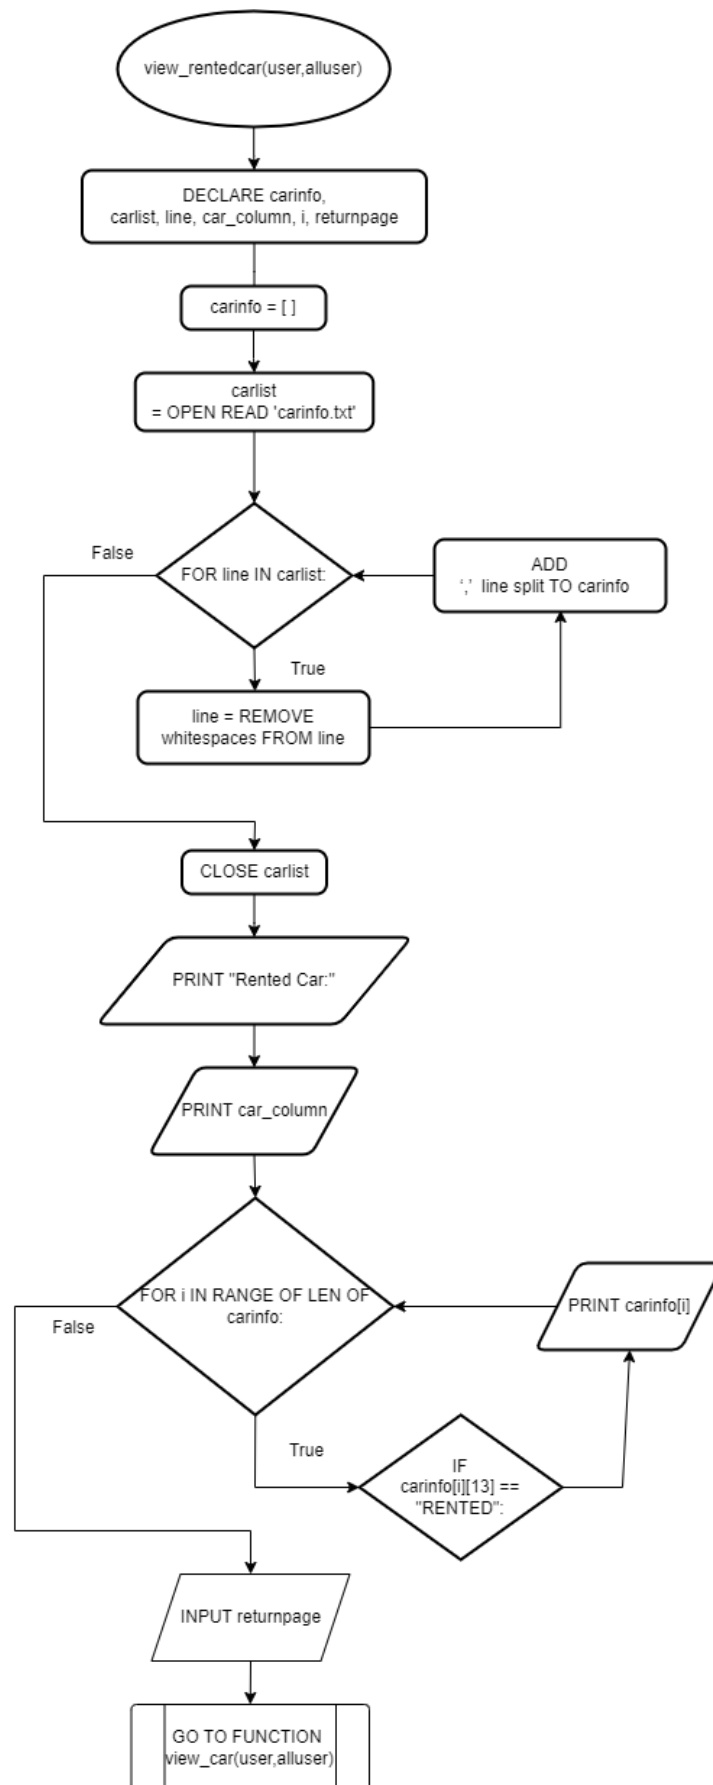 view_rentedcar(user,alluser)
DECLARE carinfo,
carlist, line, car_column, i, returnpage
carinfo = [ ]
carlist
= OPEN READ 'carinfo.txt'
False
FOR line IN carlist:
ADD
‘,’ line split TO carinfo
True
line = REMOVE
whitespaces FROM line
CLOSE carlist
PRINT "Rented Car:"
PRINT car_column
FOR i IN RANGE OF LEN OF
carinfo:
PRINT carinfo[i]
False
True
IF
carinfo[i][13] ==
"RENTED":
INPUT returnpage
GO TO FUNCTION
view_car(user,alluser)